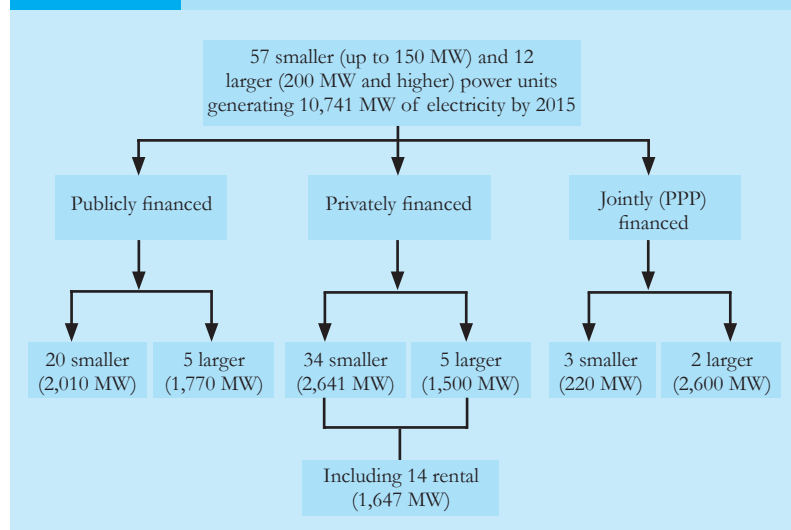 57 smaller (up to 150 MW) and 12
larger (200 MW and higher) power units
generating 10,741 MW of electricity by 2015
Publicly financed
Privately financed
Jointly (PPP)
financed
20 smaller
(2,010 MW)
5 larger
(1,770 MW)
34 smaller
(2,641 MW)
5 larger
(1,500 MW)
3 smaller
(220 MW)
2 larger
(2,600 MW)
Including 14 rental
(1,647 MW)